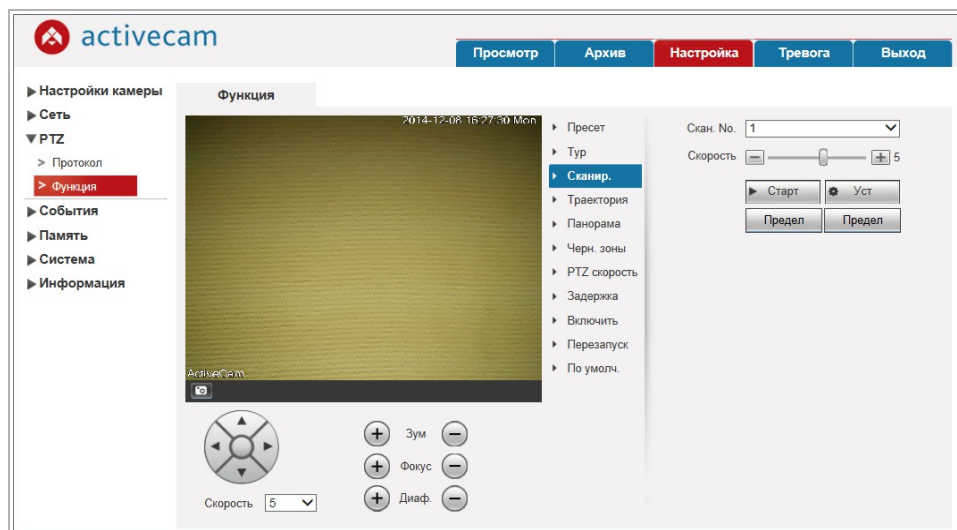 activecam
Просмотр Архив Настройка Тревога Выход
Настройки камеры
Сеть
PTZ
> Протокол
> Функция
События
Память
Система
Информация
Функция
2014-12-08 16:27:30 Mon
ActiveCam
Пресет
Тур
Сканир.
Траектория
Панорама
Черн. зоны
PTZ скорость
Задержка
Включить
Перезапуск
По умолч.
Скан. No. 1
Скорость 5
Старт Уст
Предел Предел
Зум
Фокус
Диаф.
Скорость 5